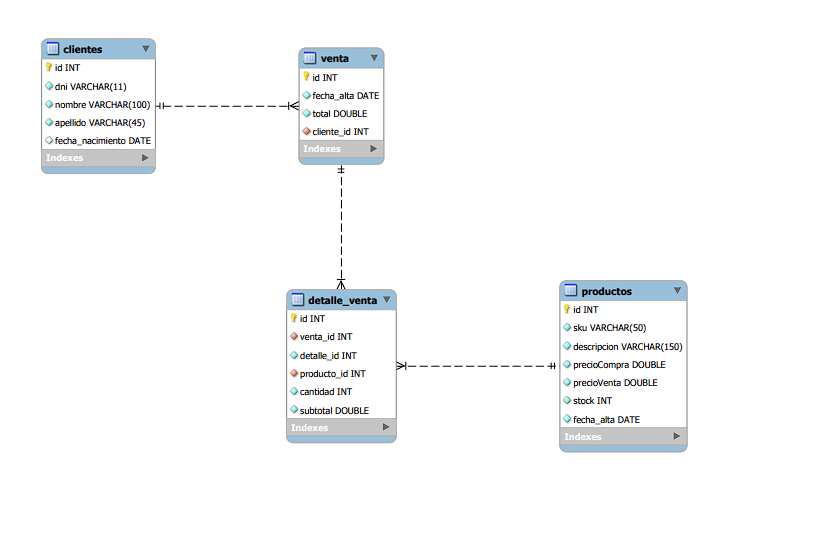 clientes
id INT
dni VARCHAR(11)
nombre VARCHAR(100)
apellido VARCHAR(45)
fecha_nacimiento DATE
Indexes
venta
id INT
fecha_alta DATE
total DOUBLE
cliente_id INT
Indexes
detalle_venta
id INT
venta_id INT
detalle_id INT
producto_id INT
cantidad INT
subtotal DOUBLE
Indexes
productos
id INT
sku VARCHAR(50)
descripcion VARCHAR(150)
precioCompra DOUBLE
precioVenta DOUBLE
stock INT
fecha_alta DATE
Indexes